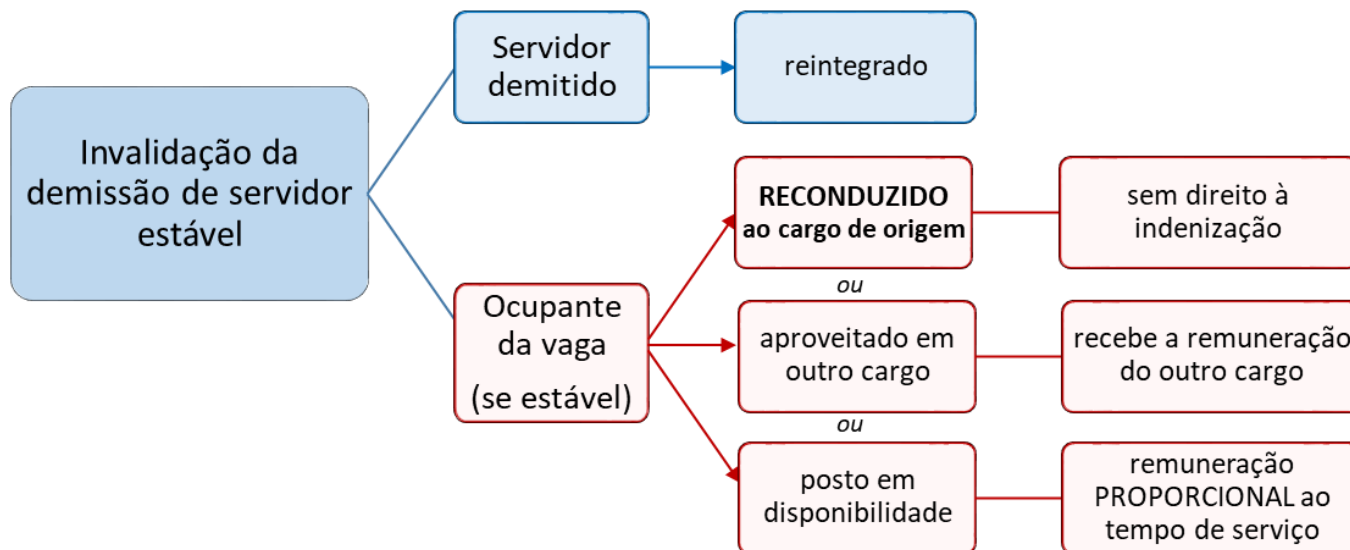 Invalidação da
demissão de servidor
estável
Servidor
demitido
reintegrado
Ocupante
da vaga
(se estável)
RECONDUZIDO
ao cargo de origem
sem direito à
indenização
ou
aproveitado em
outro cargo
recebe a remuneração
do outro cargo
ou
posto em
disponibilidade
remuneração
PROPORCIONAL ao
tempo de serviço